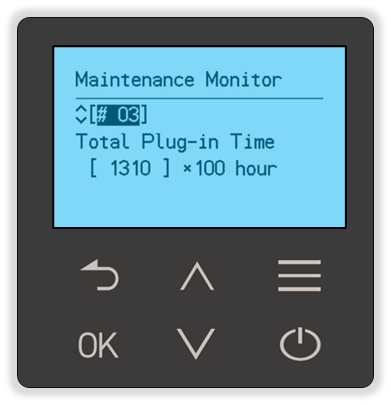 Maintenance Monitor
[# 03]
Total Plug-in Time
[ 1310 ] ×100 hour
OK